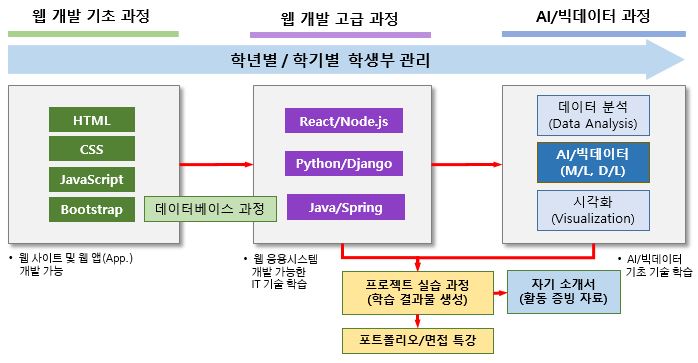 웹 개발 기초 과정
웹 개발 고급 과정
AI/빅데이터 과정
학년별 / 학기별 학생부 관리
HTML
CSS
JavaScript
Bootstrap
데이터베이스 과정
React/Node.js
Python/Django
Java/Spring
데이터 분석
(Data Analysis)
AI/빅데이터
(M/L, D/L)
시각화
(Visualization)
• 웹 사이트 및 웹 앱(App.)
개발 가능
• 웹 응용시스템
개발 가능한
IT 기술 학습
• AI/빅데이터
기초 기술 학습
프로젝트 실습 과정
(학습 결과물 생성)
자기 소개서
(활동 증빙 자료)
포트폴리오/면접 특강